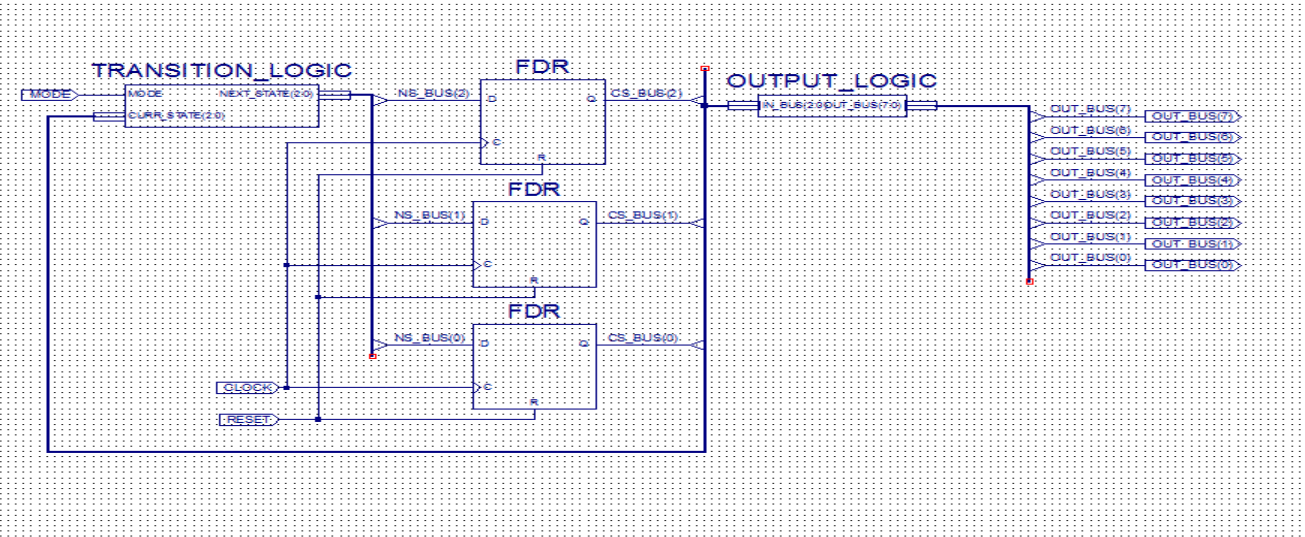 TRANSITION_LOGIC
MODE
MODE
NEXT_STATE(2:0)
CURR_STATE(2:0)
FDR
NS_BUS(2)
D
Q
CS_BUS(2)
C
R
FDR
NS_BUS(1)
D
Q
CS_BUS(1)
C
R
FDR
NS_BUS(0)
D
Q
CS_BUS(0)
C
R
CLOCK
RESET
OUTPUT_LOGIC
IN_BUS(2:0)
OUT_BUS(7:0)
OUT_BUS(7)
OUT_BUS(7)
OUT_BUS(6)
OUT_BUS(6)
OUT_BUS(5)
OUT_BUS(5)
OUT_BUS(4)
OUT_BUS(4)
OUT_BUS(3)
OUT_BUS(3)
OUT_BUS(2)
OUT_BUS(2)
OUT_BUS(1)
OUT_BUS(1)
OUT_BUS(0)
OUT_BUS(0)